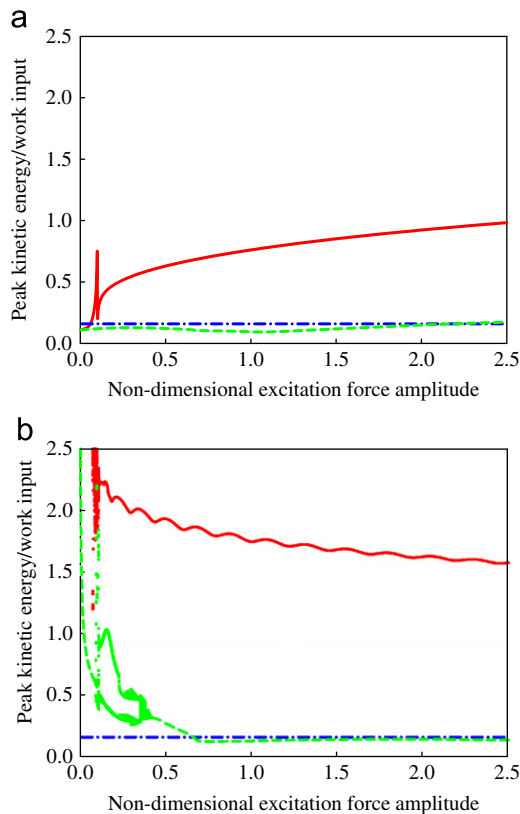 a
2.5
2.0
1.5
1.0
0.5
0.0
Peak kinetic energy/work input
0.0 0.5 1.0 1.5 2.0 2.5
Non-dimensional excitation force amplitude
b
2.5
2.0
1.5
1.0
0.5
0.0
Peak kinetic energy/work input
0.0 0.5 1.0 1.5 2.0 2.5
Non-dimensional excitation force amplitude